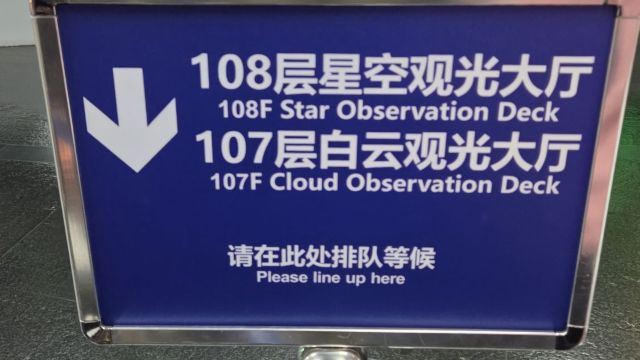 108层星空观光大厅
108F Star Observation Deck
107层白云观光大厅
107F Cloud Observation Deck
请在此处排队等候
Please line up here